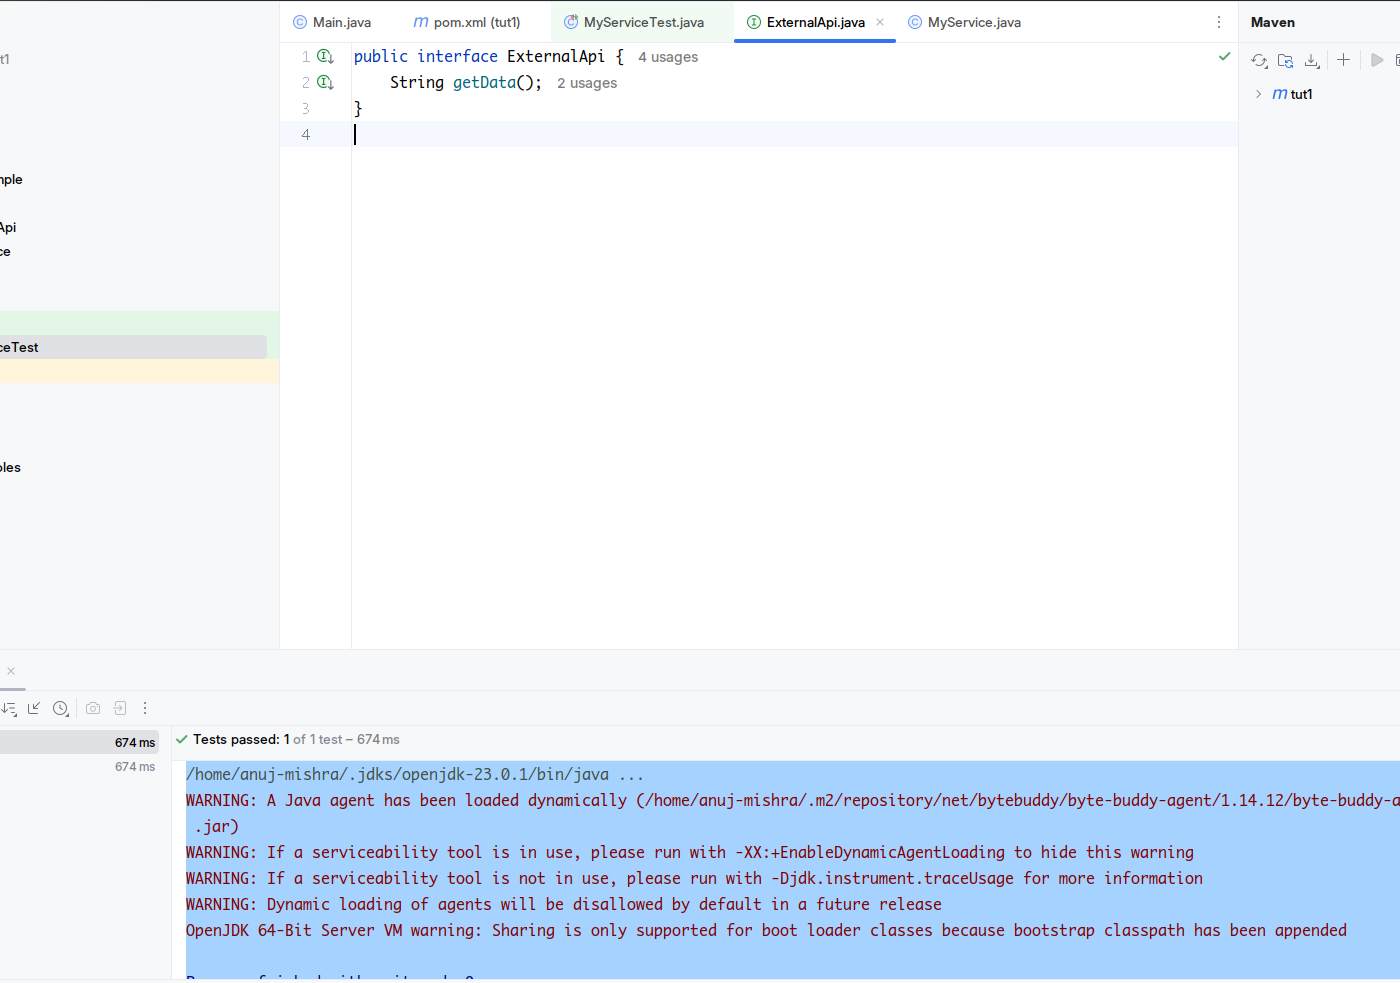 Main.java
m pom.xml (tut1)
MyServiceTest.java
ExternalApi.java
MyService.java
Maven
t1
1 public interface ExternalApi { 4 usages
2 String getData(); 2 usages
3 }
4
m tut1
Api
ce
ceTest
674 ms
Tests passed: 1 of 1 test – 674 ms
674 ms
/home/anuj-mishra/.jdks/openjdk-23.0.1/bin/java ...
WARNING: A Java agent has been loaded dynamically (/home/anuj-mishra/.m2/repository/net/bytebuddy/byte-buddy-agent/1.14.12/byte-buddy-a
.jar)
WARNING: If a serviceability tool is in use, please run with -XX:+EnableDynamicAgentLoading to hide this warning
WARNING: If a serviceability tool is not in use, please run with -Djdk.instrument.traceUsage for more information
WARNING: Dynamic loading of agents will be disallowed by default in a future release
OpenJDK 64-Bit Server VM warning: Sharing is only supported for boot loader classes because bootstrap classpath has been appended